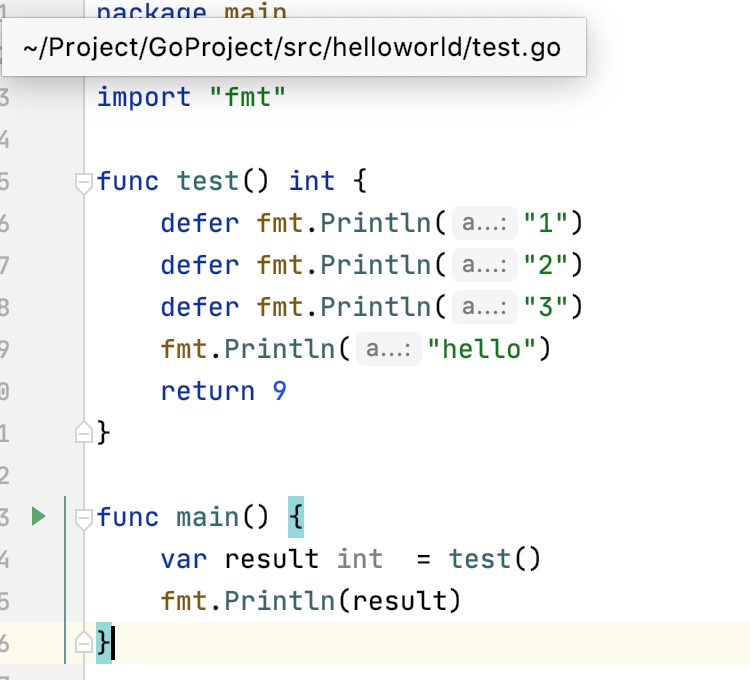 package main
~/Project/GoProject/src/helloworld/test.go
3 import "fmt"
4
5 func test() int {
6 defer fmt.Println( a...: "1")
7 defer fmt.Println( a...: "2")
8 defer fmt.Println( a...: "3")
9 fmt.Println( a...: "hello")
0 return 9
1 }
2
3 func main() {
4 var result int = test()
5 fmt.Println(result)
6 }